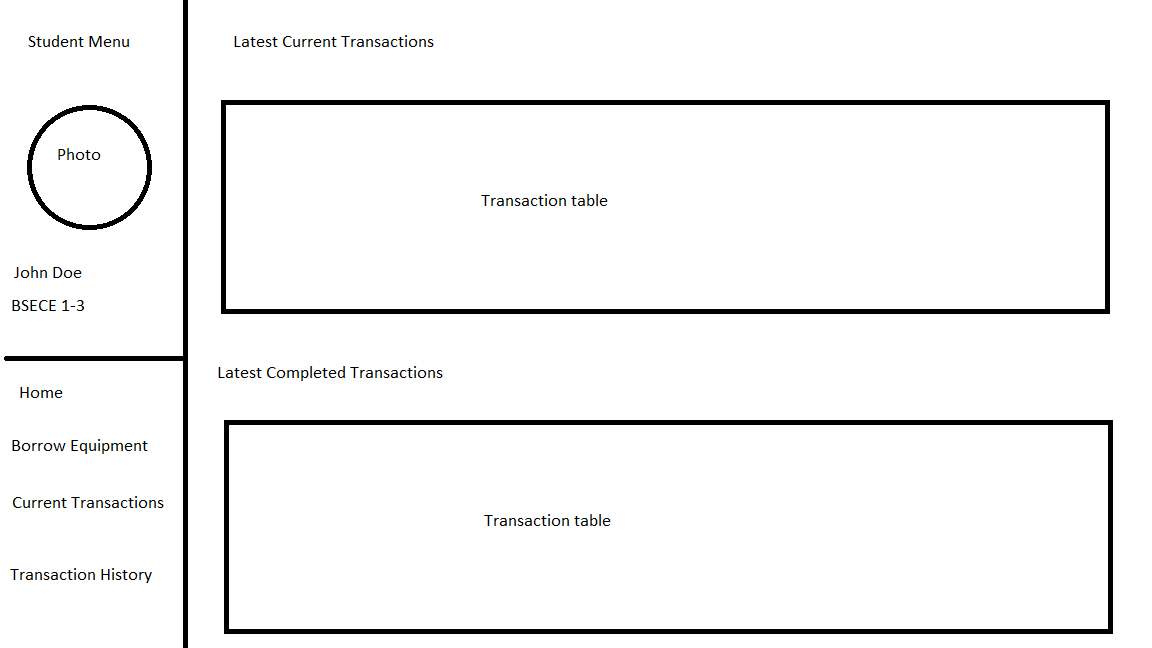 Student Menu
Photo
John Doe
BSECE 1-3
Home
Borrow Equipment
Current Transactions
Transaction History
Latest Current Transactions
Transaction table
Latest Completed Transactions
Transaction table